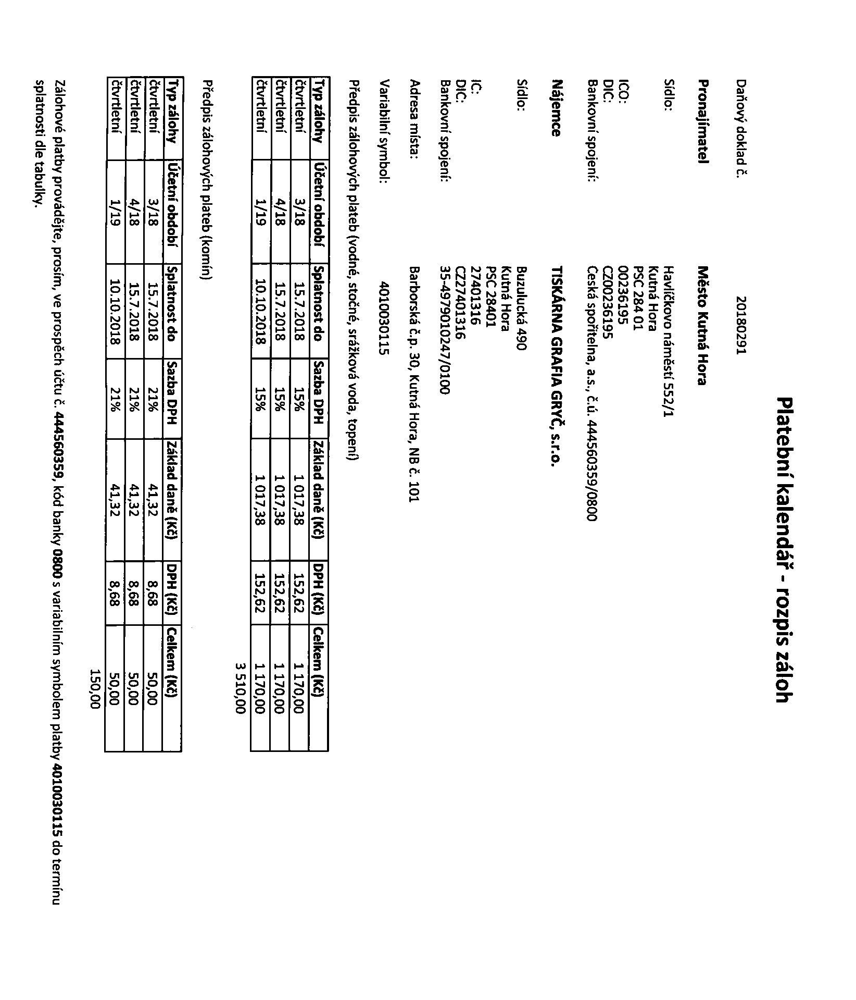 Platební kalendář - rozpis záloh
Daňový doklad č. 20180291
Pronajímatel Město Kutná Hora
Sídlo: Havlíčkovo náměstí 552/1
Kutná Hora
PSC 284 01
ICO: 00236195
DIC: CZ00236195
Bankovní spojení: Česká spořitelna, a.s., č.ú. 444560359/0800
Nájemce TISKÁRNA GRAFIA GRYČ, s.r.o.
Sídlo: Buzulucká 490
Kutná Hora
PSC 28401
IC: 27401316
DIC: CZ27401316
Bankovní spojení: 35-4979010247/0100
Adresa místa: Barborská č.p. 30, Kutná Hora, NB č. 101
Variabilní symbol: 4010030115
Předpis zálohových plateb (vodné, stočné, srážková voda, topení)
Typ zálohy Účetní období Splatnost do Sazba DPH Základ daně (Kč) DPH (Kč) Celkem (Kč)
čtvrtletní 3/18 15.7.2018 15% 1 017,38 152,62 1 170,00
čtvrtletní 4/18 15.7.2018 15% 1 017,38 152,62 1 170,00
čtvrtletní 1/19 10.10.2018 15% 1 017,38 152,62 1 170,00
3 510,00
Předpis zálohových plateb (komín)
Typ zálohy Účetní období Splatnost do Sazba DPH Základ daně (Kč) DPH (Kč) Celkem (Kč)
čtvrtletní 3/18 15.7.2018 21% 41,32 8,68 50,00
čtvrtletní 4/18 15.7.2018 21% 41,32 8,68 50,00
čtvrtletní 1/19 10.10.2018 21% 41,32 8,68 50,00
150,00
Zálohové platby provádějte, prosím, ve prospěch účtu č. 444560359, kód banky 0800 s variabilním symbolem platby 4010030115 do termínu
splatnosti dle tabulky.